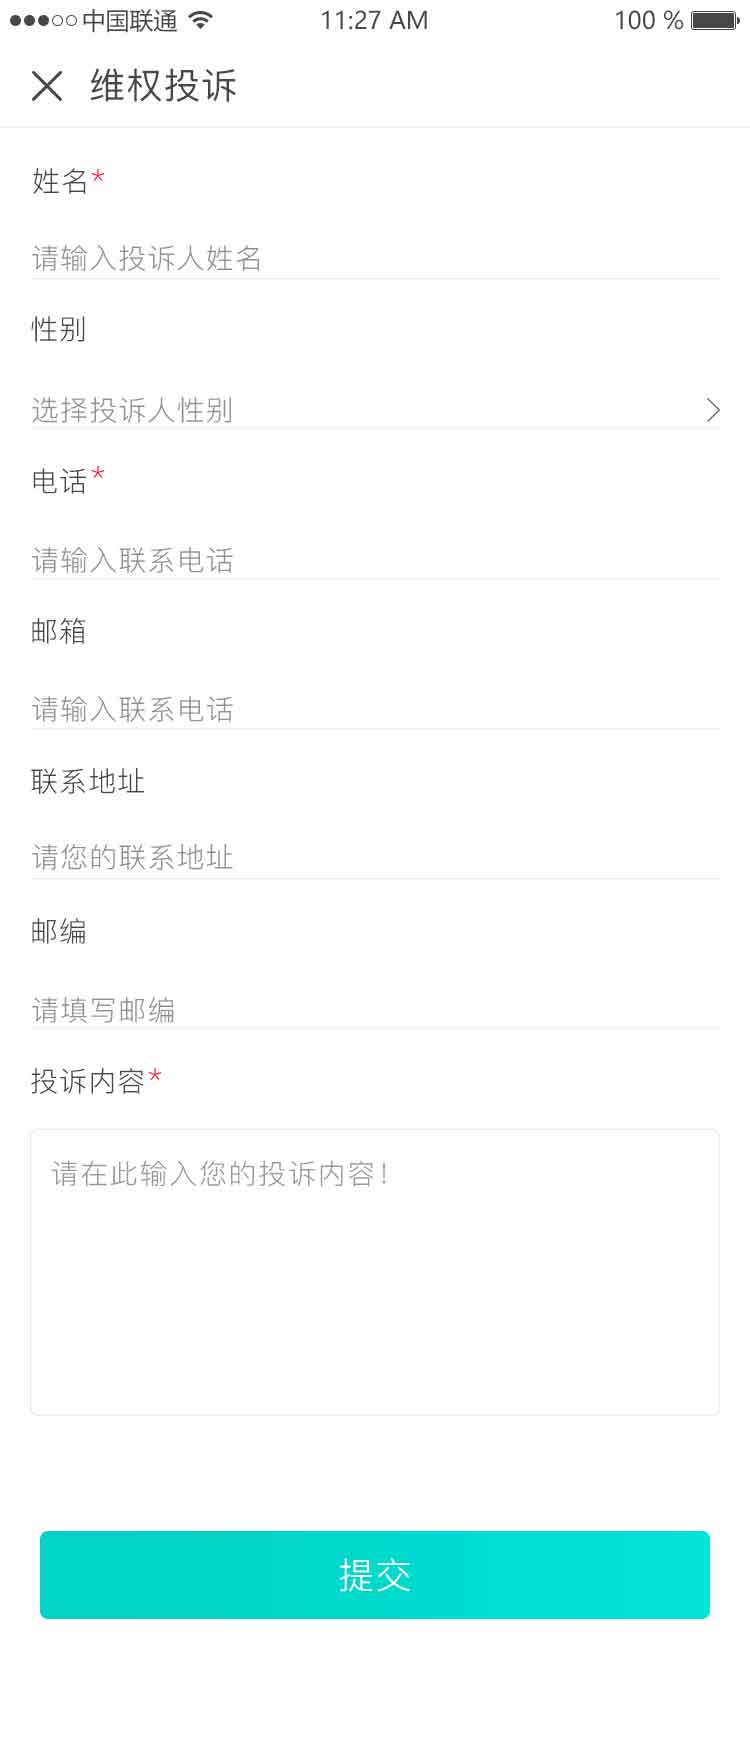 中国联通 11:27 AM 100 %
维权投诉
姓名*
请输入投诉人姓名
性别
选择投诉人性别
电话*
请输入联系电话
邮箱
请输入联系电话
联系地址
请您的联系地址
邮编
请填写邮编
投诉内容*
请在此输入您的投诉内容！
提交